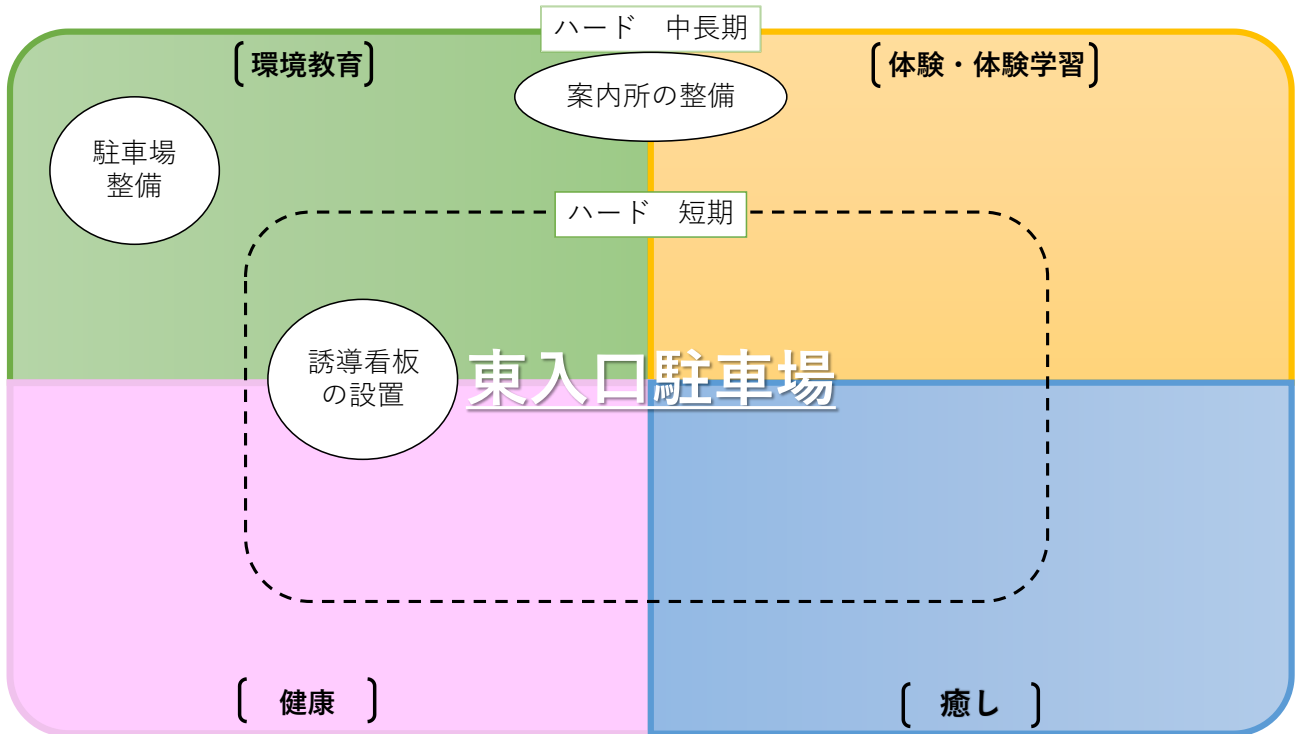 ハード　中長期
［環境教育］
［体験・体験学習］
案内所の整備
駐車場
整備
ハード　短期
誘導看板
の設置
東入口駐車場
［　健康　］
［　癒し　］